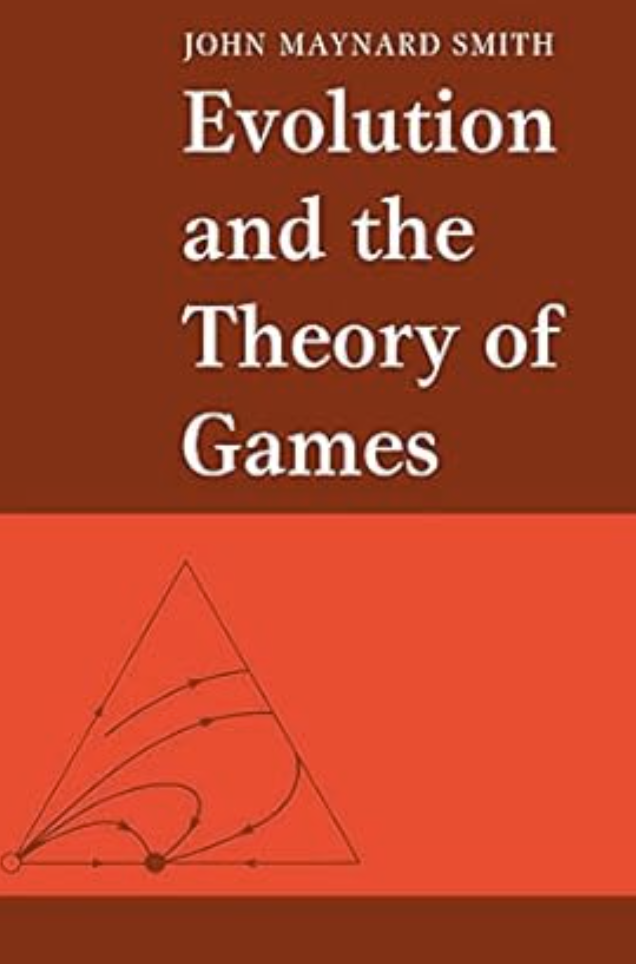 JOHN MAYNARD SMITH
Evolution
and the
Theory of
Games